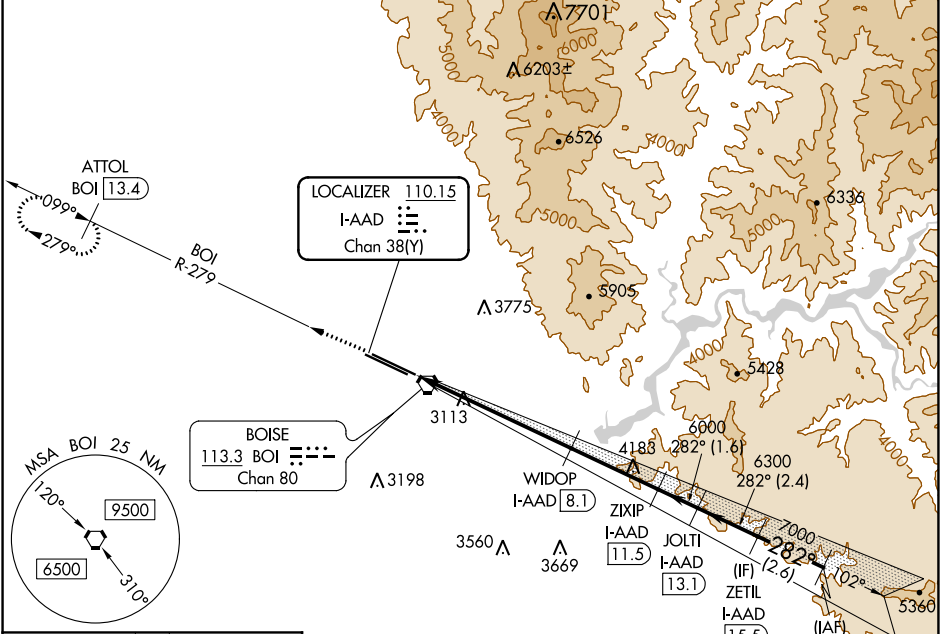 7701
6000
5000
6203±
4000
6526
4000
ATTOL
BOI 13.4
099°
279°
BOI
R-279
LOCALIZER 110.15
I-AAD
Chan 38(Y)
5000
5000
6336
5905
3775
4000
5428
3113
BOISE
113.3 BOI
Chan 80
3198
MSA BOI 25 NM
120°
9500
6500
310°
3560
3669
WIDOP
I-AAD 8.1
4183
6000
282° (1.6)
6300
282° (2.4)
4000
ZIXIP
I-AAD
11.5
JOLTI
I-AAD
13.1
(IF)
ZETIL
I-AAD
15.5
7000
282°
(2.6)
102°
5360
(IAF)